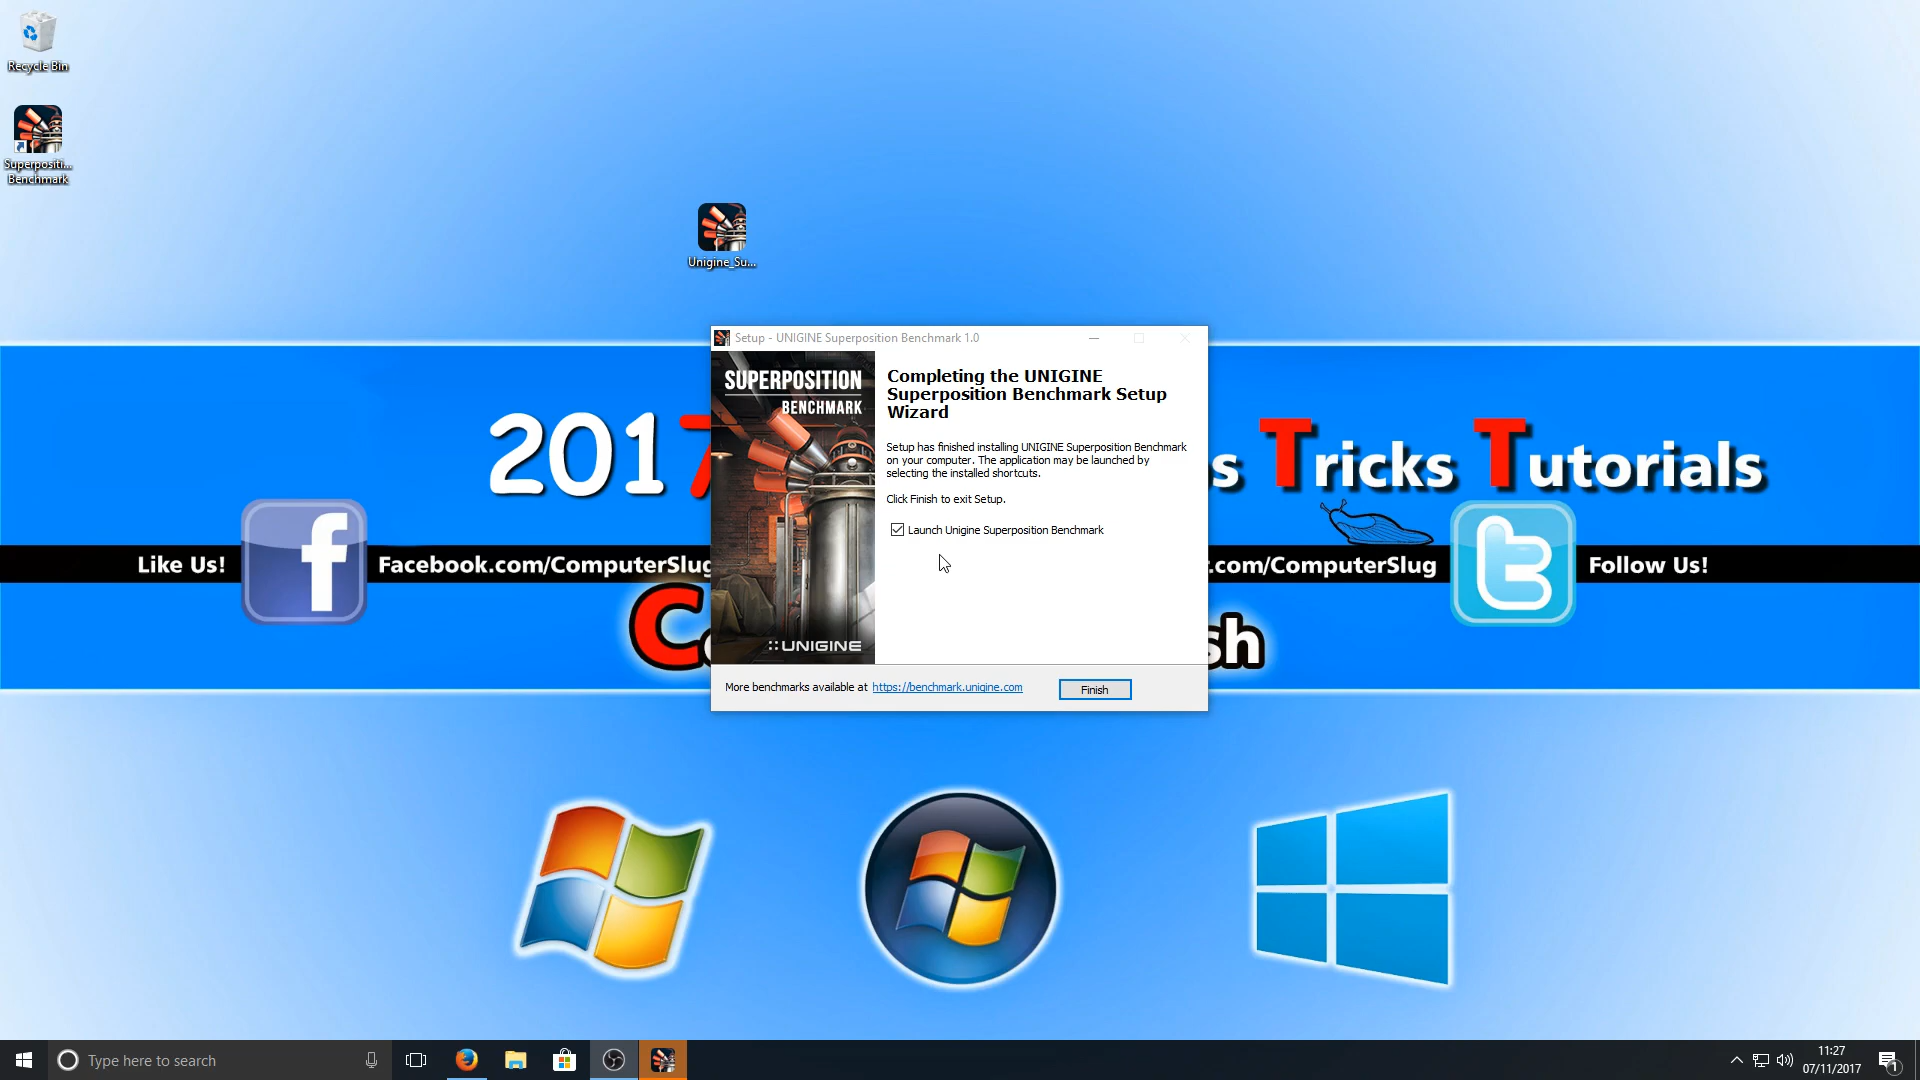 Recycle Bin
Superpositi...
Benchmark
Unigine_Su...
Setup - UNIGINE Superposition Benchmark 1.0
SUPERPOSITION
BENCHMARK
UNIGINE
Completing the UNIGINE
Superposition Benchmark Setup
Wizard
Setup has finished installing UNIGINE Superposition Benchmark
on your computer. The application may be launched by
selecting the installed shortcuts.
Click Finish to exit Setup.
Launch Unigine Superposition Benchmark
More benchmarks available at https://benchmark.unigine.com
Finish
2017
s Tricks Tutorials
Like Us!
f
Facebook.com/ComputerSlug
r.com/ComputerSlug
t
Follow Us!
C
sh
Type here to search
11:27
07/11/2017
1